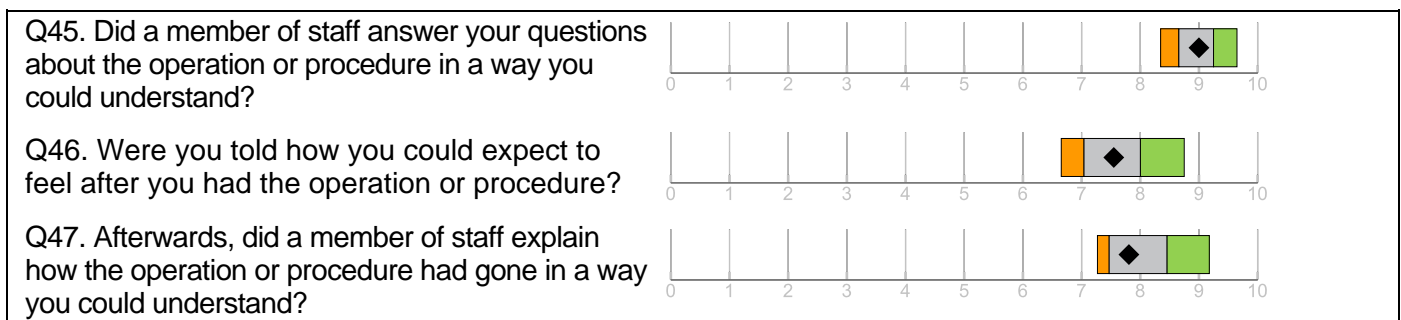 Q45. Did a member of staff answer your questions
about the operation or procedure in a way you
could understand?
0 1 2 3 4 5 6 7 8 9 10
Q46. Were you told how you could expect to
feel after you had the operation or procedure?
0 1 2 3 4 5 6 7 8 9 10
Q47. Afterwards, did a member of staff explain
how the operation or procedure had gone in a way
you could understand?
0 1 2 3 4 5 6 7 8 9 10